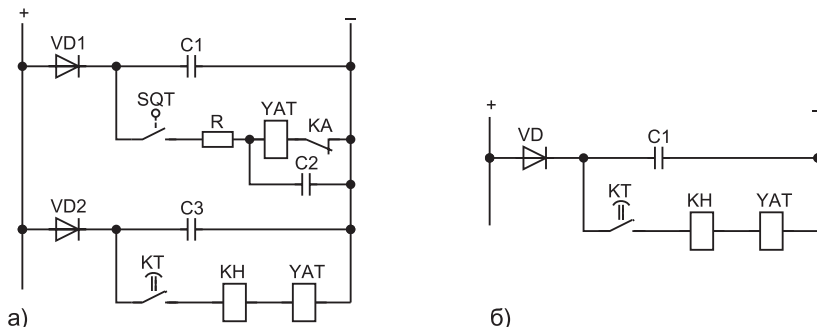 + −
VD1 C1
SQT
R YAT KA
C2
VD2 C3
KT KH YAT
а)
+ −
VD C1
KT KH YAT
б)